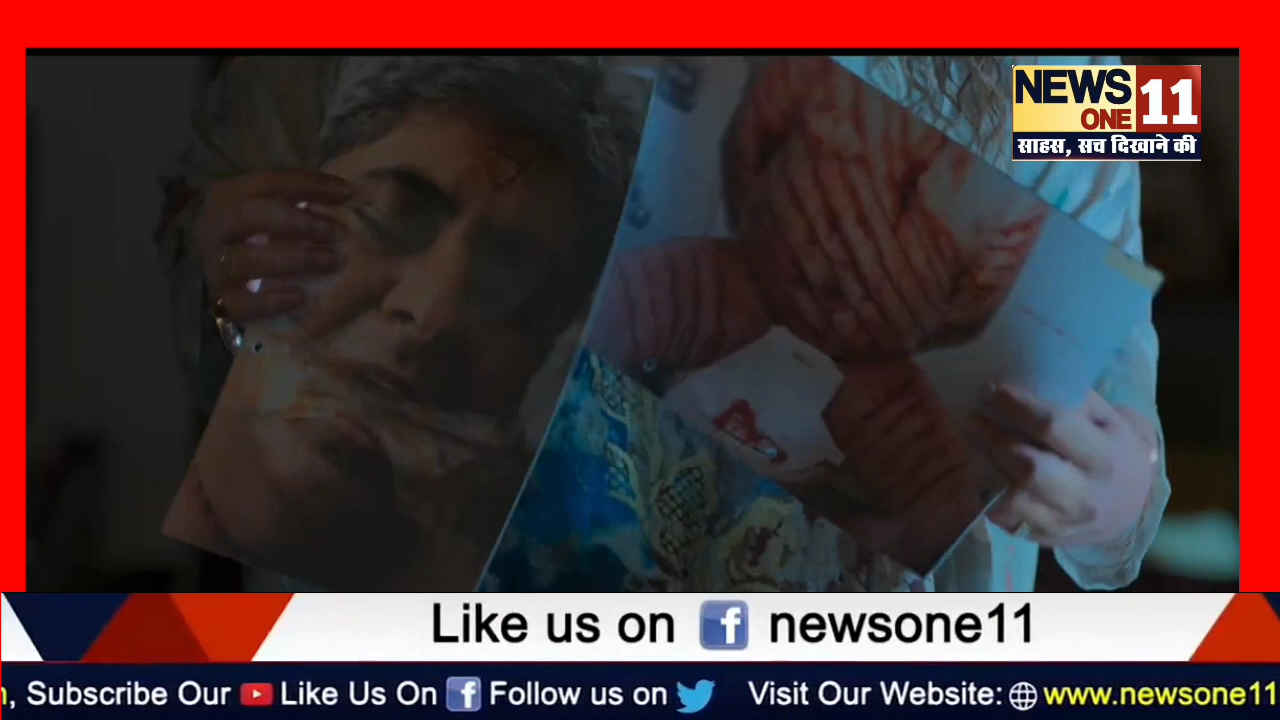 NEWS
ONE 11
साहस, सच दिखाने की
Like us on newsone11
, Subscribe Our Like Us On Follow us on Visit Our Website: www.newsone11